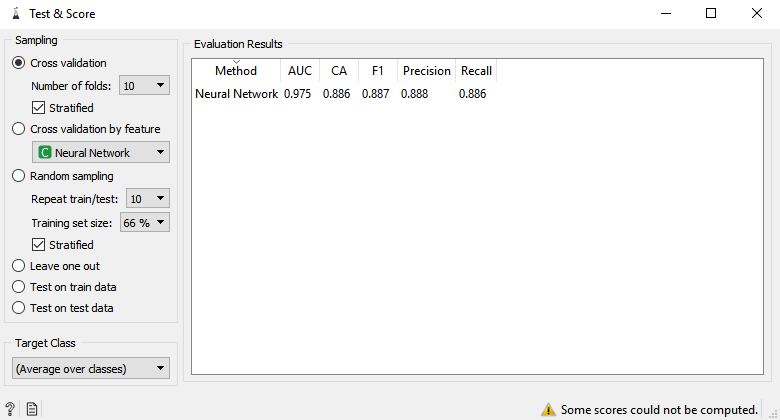 Test & Score
Sampling
Cross validation
Number of folds: 10
Stratified
Cross validation by feature
C Neural Network
Random sampling
Repeat train/test: 10
Training set size: 66 %
Stratified
Leave one out
Test on train data
Test on test data
Target Class
(Average over classes)
Evaluation Results
Method AUC CA F1 Precision Recall
Neural Network 0.975 0.886 0.887 0.888 0.886
? Some scores could not be computed.